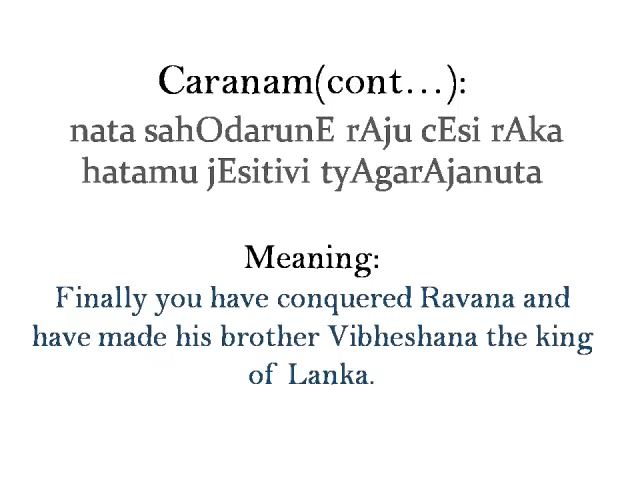 Caranam(cont...):
nata sahOdarunE rAju cEsi rAka
hatamu jEsitivi tyAgarAjanuta
Meaning:
Finally you have conquered Ravana and
have made his brother Vibheshana the king
of Lanka.